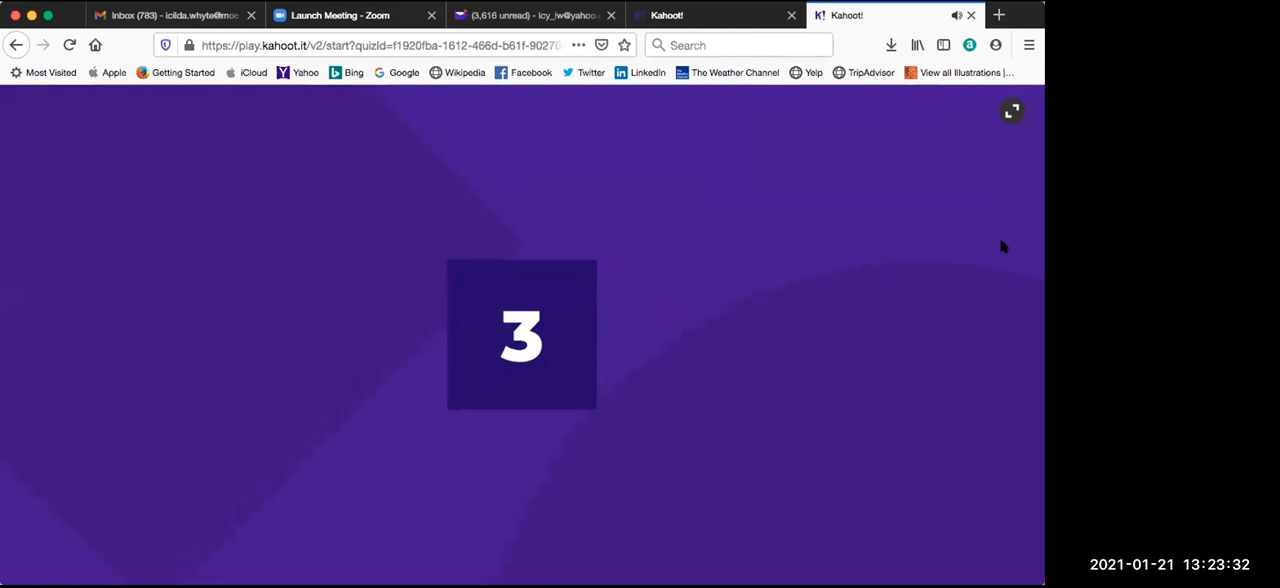 Inbox (783) - icilda.whyte@moe
Launch Meeting - Zoom
(3,616 unread) - icy_iw@yahoo.
Kahoot!
K! Kahoot!
https://play.kahoot.it/v2/start?quizId=f1920fba-1612-466d-b61f-90270
Search
Most Visited
Apple
Getting Started
iCloud
Yahoo
Bing
Google
Wikipedia
Facebook
Twitter
LinkedIn
The Weather Channel
Yelp
TripAdvisor
View all Illustrations |...
3
2021-01-21 13:23:32